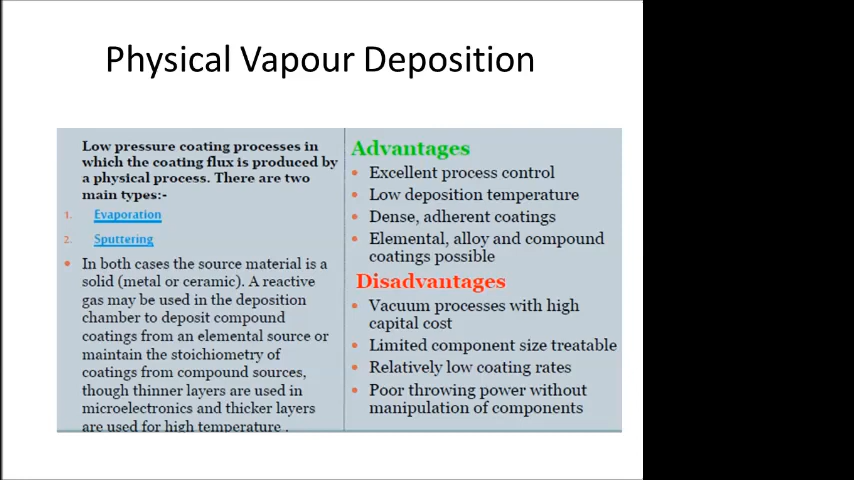 Physical Vapour Deposition
Low pressure coating processes in
which the coating flux is produced by
a physical process. There are two
main types:-
1. Evaporation
2. Sputtering
• In both cases the source material is a
solid (metal or ceramic). A reactive
gas may be used in the deposition
chamber to deposit compound
coatings from an elemental source or
maintain the stoichiometry of
coatings from compound sources,
though thinner layers are used in
microelectronics and thicker layers
are used for high temperature .
Advantages
• Excellent process control
• Low deposition temperature
• Dense, adherent coatings
• Elemental, alloy and compound
coatings possible
Disadvantages
• Vacuum processes with high
capital cost
• Limited component size treatable
• Relatively low coating rates
• Poor throwing power without
manipulation of components